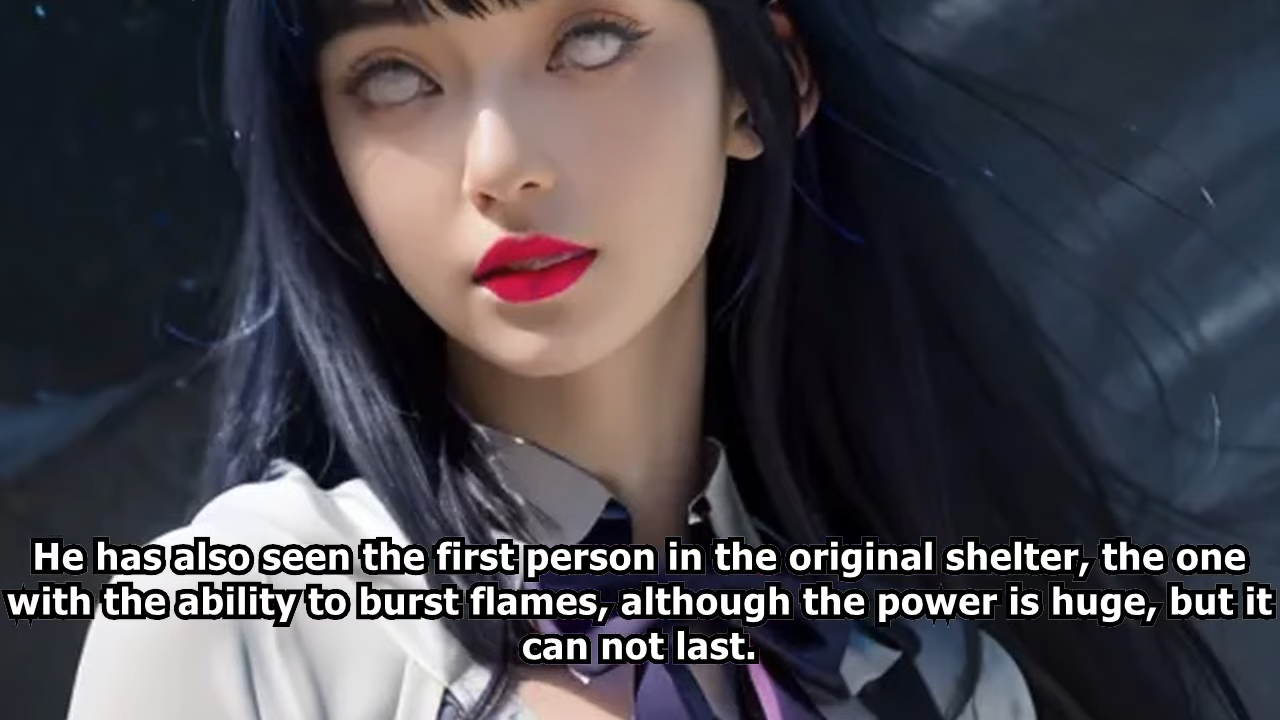 He has also seen the first person in the original shelter, the one
with the ability to burst flames, although the power is huge, but it
can not last.